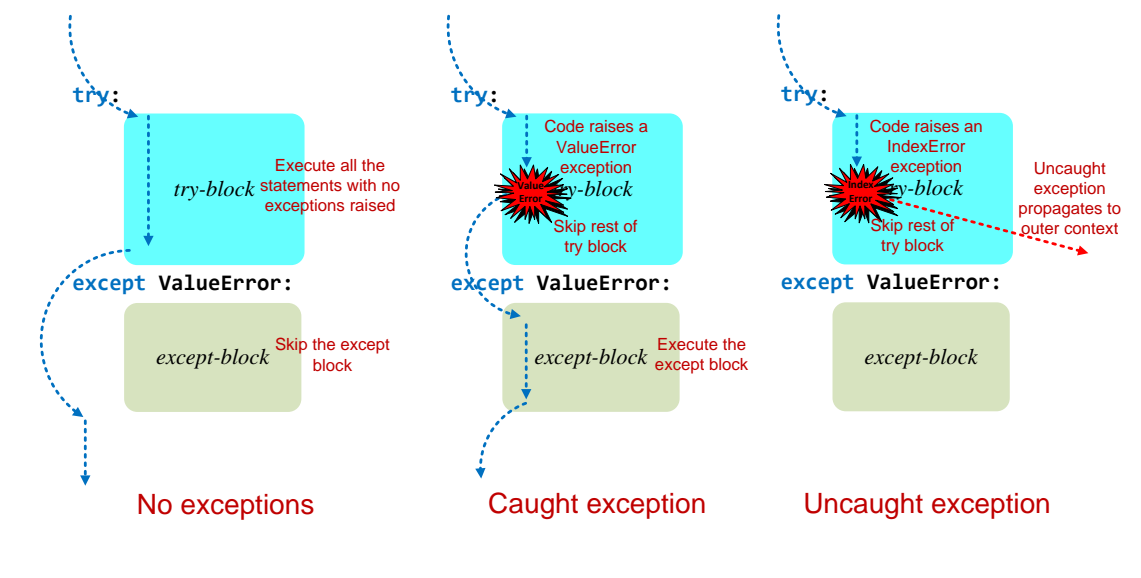 try:
Execute all the
try-block
statements with no
exceptions raised
except ValueError:
except-block
Skip the except
block
No exceptions
try:
Code raises a
ValueError
exception
Value
Error
y-block
Skip rest of
try block
except ValueError:
except-block
Execute the
except block
Caught exception
try:
Code raises an
IndexError
exception
Index
Error
y-block
Skip rest of
try block
Uncaught
exception
propagates to
outer context
except ValueError:
except-block
Uncaught exception